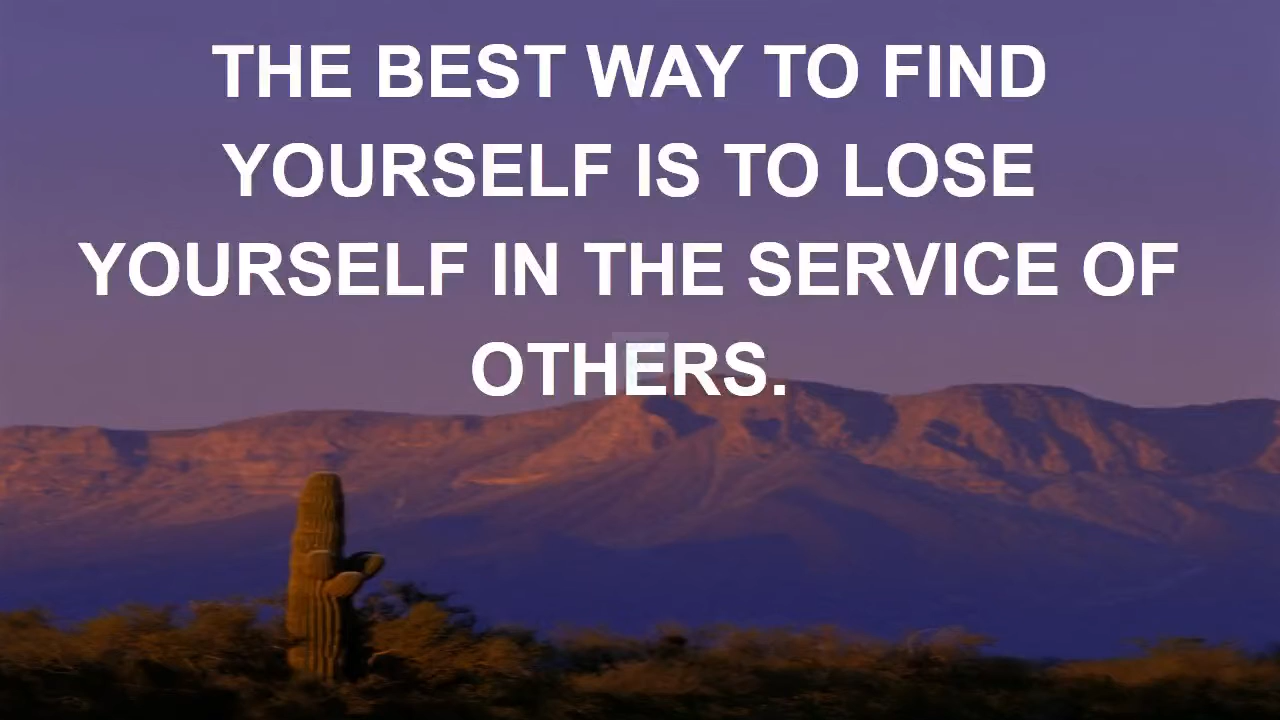 THE BEST WAY TO FIND
YOURSELF IS TO LOSE
YOURSELF IN THE SERVICE OF
OTHERS.